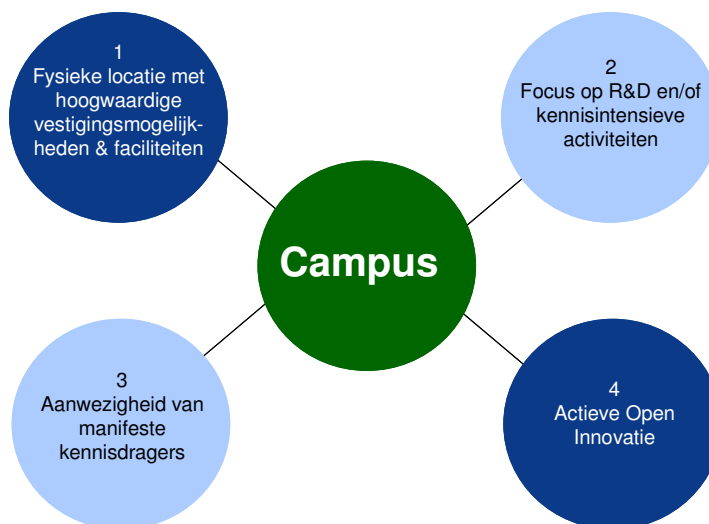 1
Fysieke locatie met
hoogwaardige
vestigingsmogelijk-
heden & faciliteiten
2
Focus op R&D en/of
kennisintensieve
activiteiten
Campus
3
Aanwezigheid van
manifeste
kennisdragers
4
Actieve Open
Innovatie